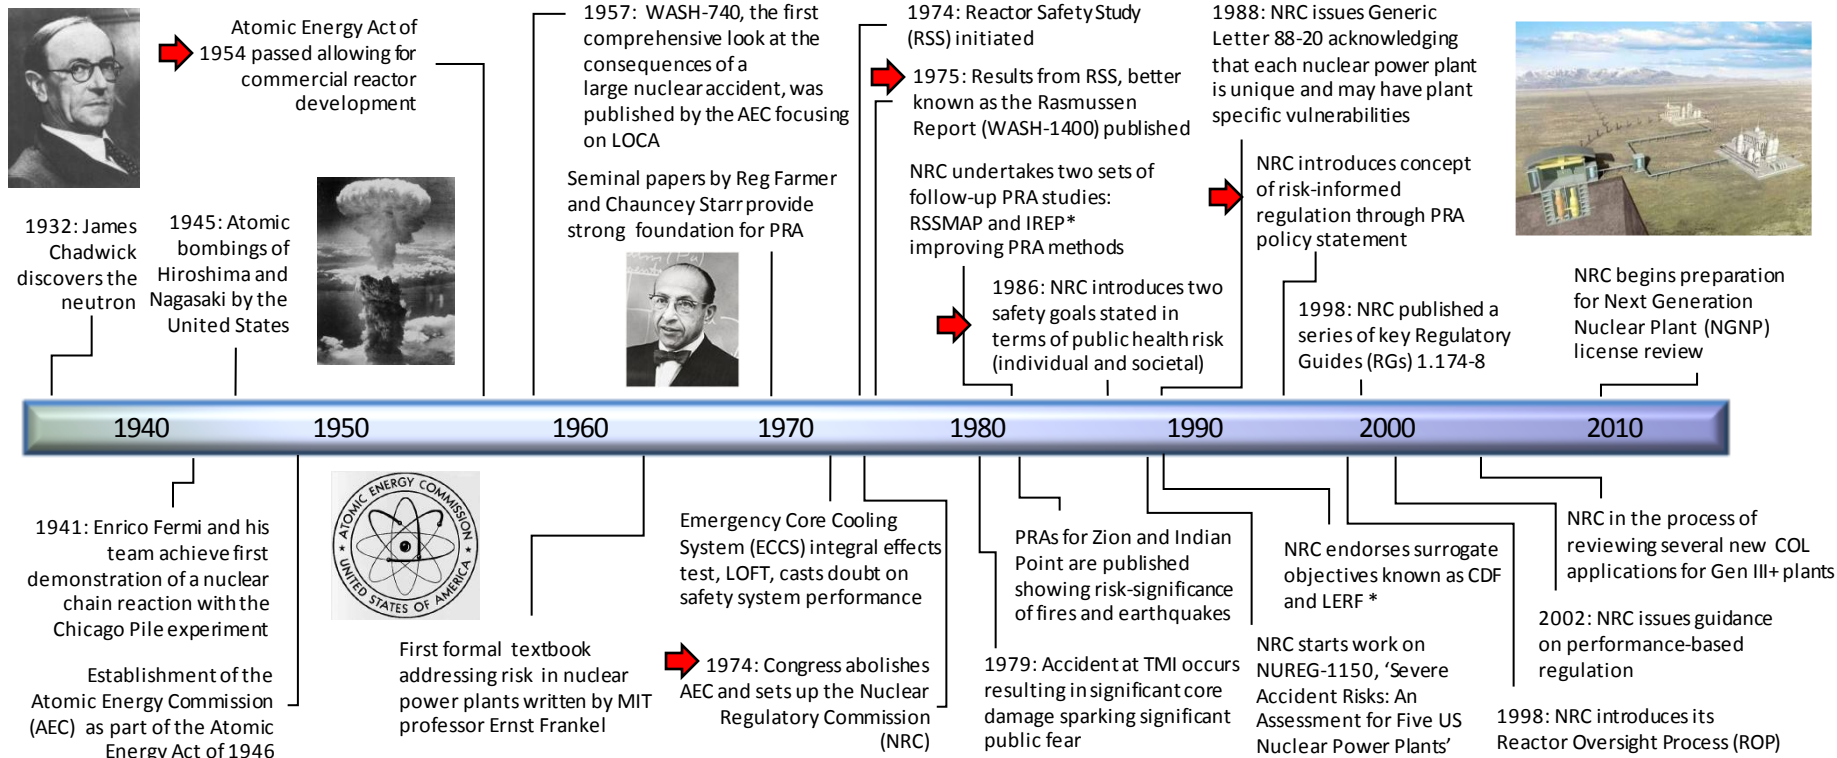 Atomic Energy Act of
1954 passed allowing for
commercial reactor
development
1957: WASH-740, the first
comprehensive look at the
consequences of a
large nuclear accident, was
published by the AEC focusing
on LOCA
Seminal papers by Reg Farmer
and Chauncey Starr provide
strong foundation for PRA
1974: Reactor Safety Study
(RSS) initiated
1975: Results from RSS, better
known as the Rasmussen
Report (WASH-1400) published
NRC undertakes two sets of
follow-up PRA studies:
RSSMAP and IREP*
improving PRA methods
1986: NRC introduces two
safety goals stated in
terms of public health risk
(individual and societal)
1988: NRC issues Generic
Letter 88-20 acknowledging
that each nuclear power plant
is unique and may have plant
specific vulnerabilities
NRC introduces concept
of risk-informed
regulation through PRA
policy statement
1998: NRC published a
series of key Regulatory
Guides (RGs) 1.174-8
NRC begins preparation
for Next Generation
Nuclear Plant (NGNP)
license review
1932: James
Chadwick
discovers the
neutron
1945: Atomic
bombings of
Hiroshima and
Nagasaki by the
United States
1940 1950 1960 1970 1980 1990 2000 2010
1941: Enrico Fermi and his
team achieve first
demonstration of a nuclear
chain reaction with the
Chicago Pile experiment
Establishment of the
Atomic Energy Commission
(AEC) as part of the Atomic
Energy Act of 1946
ATOMIC ENERGY COMMISSION
★ UNITED STATES OF AMERICA ★
First formal textbook
addressing risk in nuclear
power plants written by MIT
professor Ernst Frankel
Emergency Core Cooling
System (ECCS) integral effects
test, LOFT, casts doubt on
safety system performance
1974: Congress abolishes
AEC and sets up the Nuclear
Regulatory Commission
(NRC)
PRAs for Zion and Indian
Point are published
showing risk-significance
of fires and earthquakes
1979: Accident at TMI occurs
resulting in significant core
damage sparking significant
public fear
NRC endorses surrogate
objectives known as CDF
and LERF *
NRC starts work on
NUREG-1150, ‘Severe
Accident Risks: An
Assessment for Five US
Nuclear Power Plants’
NRC in the process of
reviewing several new COL
applications for Gen III+ plants
2002: NRC issues guidance
on performance-based
regulation
1998: NRC introduces its
Reactor Oversight Process (ROP)